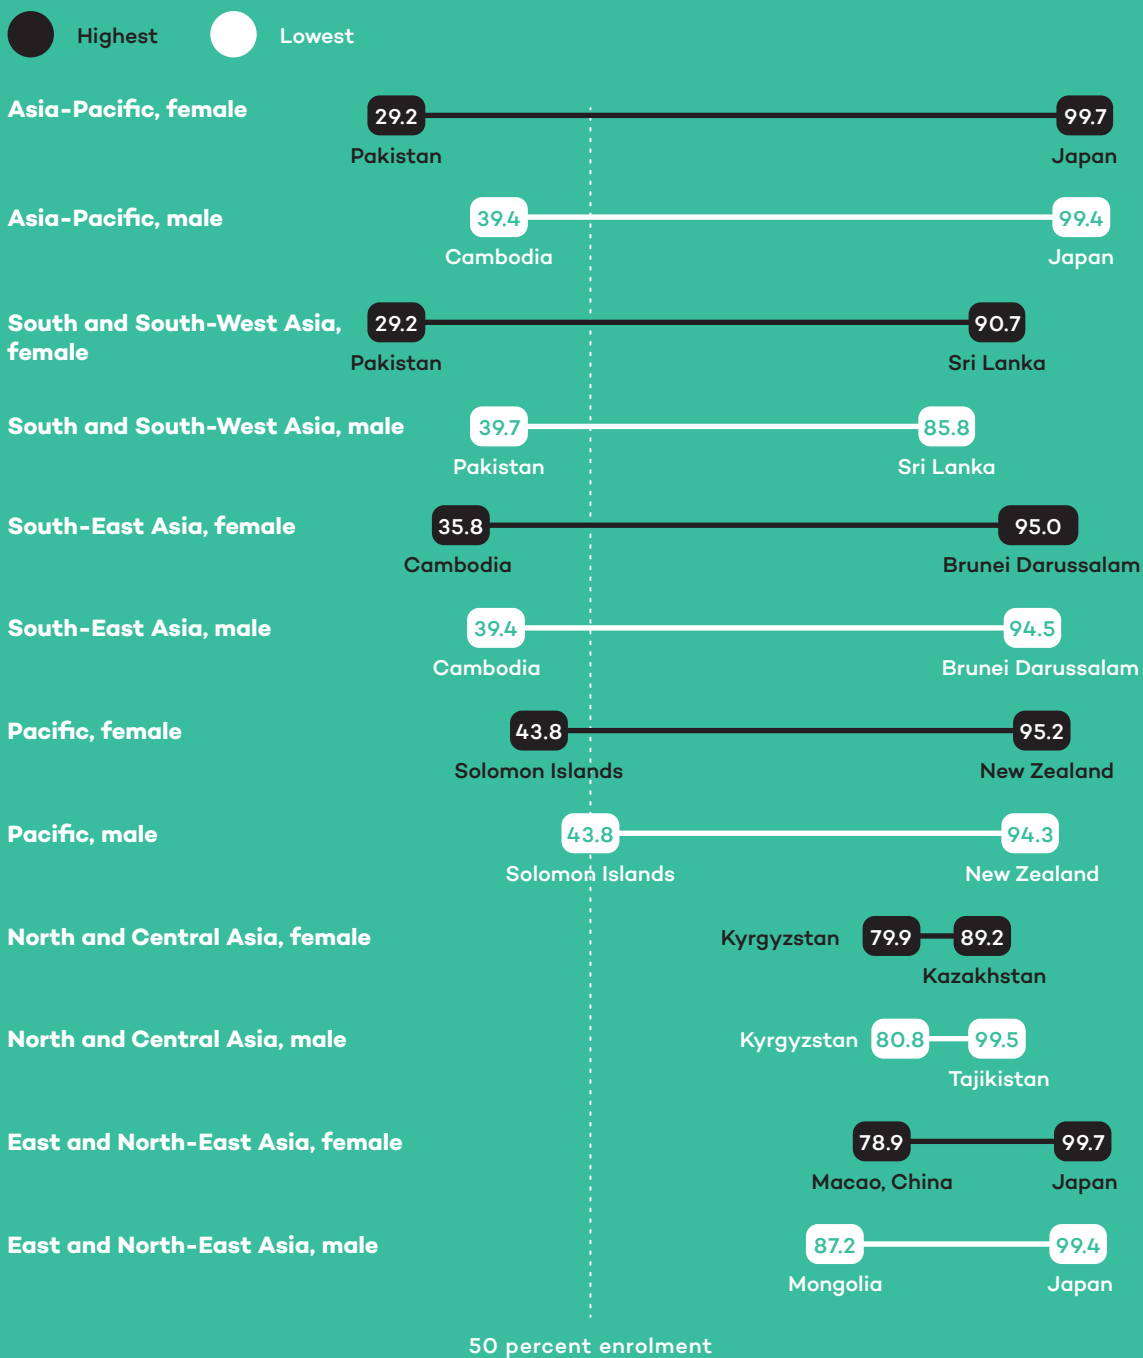 Highest Lowest
Asia-Pacific, female
29.2 99.7
Pakistan Japan
Asia-Pacific, male
39.4 99.4
Cambodia Japan
South and South-West Asia,
female
29.2 90.7
Pakistan Sri Lanka
South and South-West Asia, male
39.7 85.8
Pakistan Sri Lanka
South-East Asia, female
35.8 95.0
Cambodia Brunei Darussalam
South-East Asia, male
39.4 94.5
Cambodia Brunei Darussalam
Pacific, female
43.8 95.2
Solomon Islands New Zealand
Pacific, male
43.8 94.3
Solomon Islands New Zealand
North and Central Asia, female
Kyrgyzstan 79.9 89.2
Kazakhstan
North and Central Asia, male
Kyrgyzstan 80.8 99.5
Tajikistan
East and North-East Asia, female
78.9 99.7
Macao, China Japan
East and North-East Asia, male
87.2 99.4
Mongolia Japan
50 percent enrolment